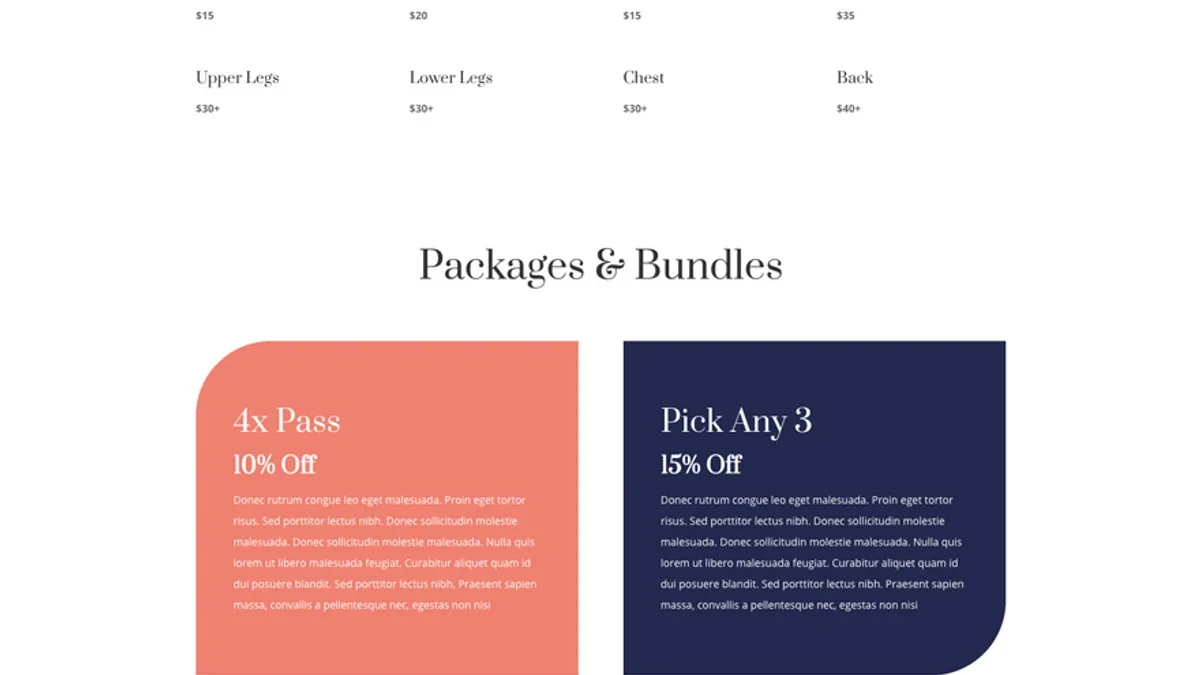 $15 $20 $15 $35
Upper Legs Lower Legs Chest Back
$30+ $30+ $30+ $40+
Packages & Bundles
4x Pass
10% Off
Donec rutrum congue leo eget malesuada. Proin eget tortor
risus. Sed porttitor lectus nibh. Donec sollicitudin molestie
malesuada. Donec sollicitudin molestie malesuada. Nulla quis
lorem ut libero malesuada feugiat. Curabitur aliquet quam id
dui posuere blandit. Sed porttitor lectus nibh. Praesent sapien
massa, convallis a pellentesque nec, egestas non nisi
Pick Any 3
15% Off
Donec rutrum congue leo eget malesuada. Proin eget tortor
risus. Sed porttitor lectus nibh. Donec sollicitudin molestie
malesuada. Donec sollicitudin molestie malesuada. Nulla quis
lorem ut libero malesuada feugiat. Curabitur aliquet quam id
dui posuere blandit. Sed porttitor lectus nibh. Praesent sapien
massa, convallis a pellentesque nec, egestas non nisi